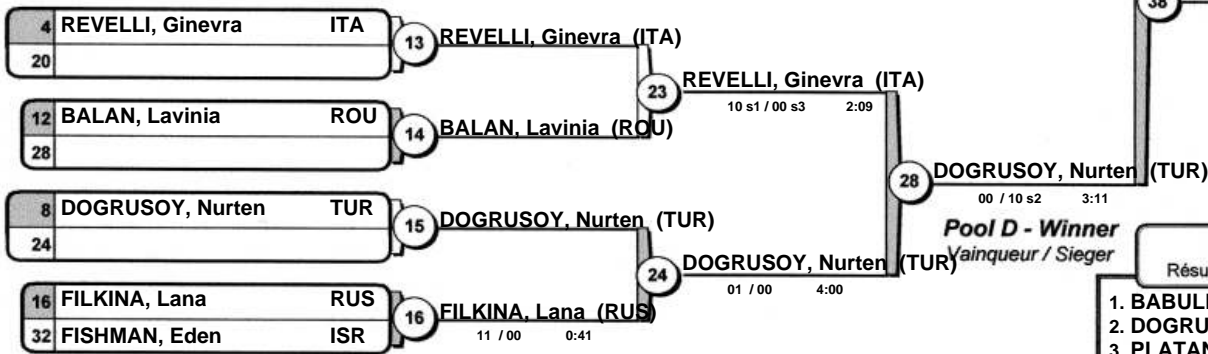 38
4 REVELLI, Ginevra ITA
20
13 REVELLI, Ginevra (ITA)
12 BALAN, Lavinia ROU
28
14 BALAN, Lavinia (ROU)
23 REVELLI, Ginevra (ITA)
10 s1 / 00 s3 2:09
8 DOGRUSOY, Nurten TUR
24
15 DOGRUSOY, Nurten (TUR)
16 FILKINA, Lana RUS
32 FISHMAN, Eden ISR
16 FILKINA, Lana (RUS)
11 / 00 0:41
24 DOGRUSOY, Nurten (TUR)
01 / 00 4:00
28 DOGRUSOY, Nurten (TUR)
00 / 10 s2 3:11
Pool D - Winner
Vainqueur / Sieger
Résu
1. BABULI
2. DOGRU
3. PLATAN